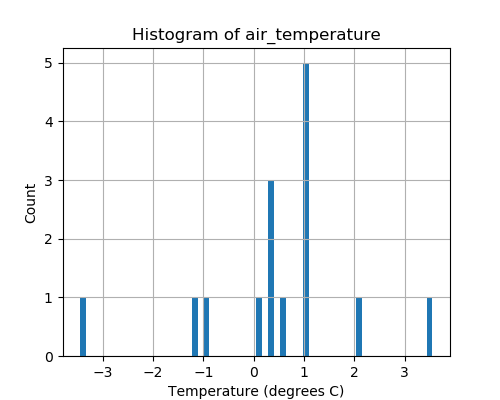 Histogram of air_temperature
5
4
3
2
1
0
−3 −2 −1 0 1 2 3
Count
Temperature (degrees C)